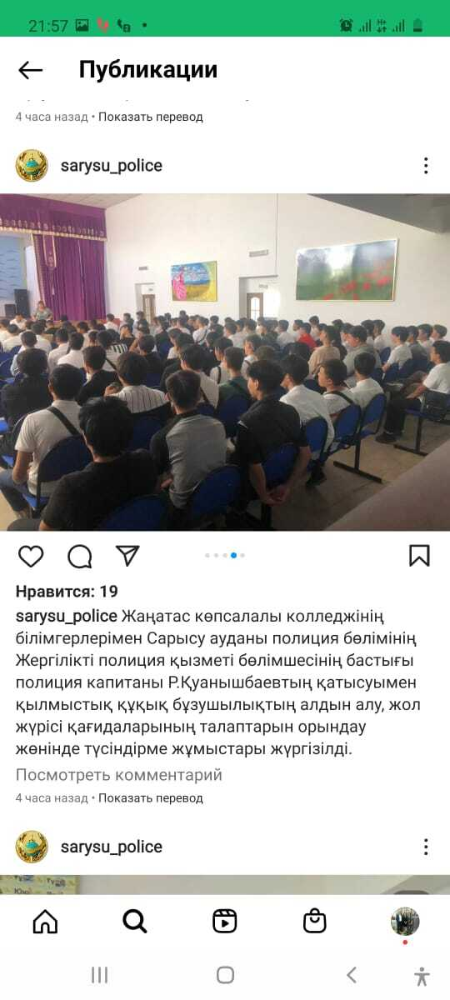 21:57
Публикации
4 часа назад • Показать перевод
sarysu_police
Нравится: 19
sarysu_police Жаңатас көпсалалы колледжінің
білімгерлерімен Сарысу ауданы полиция бөлімінің
Жергілікті полиция қызметі бөлімшесінің бастығы
полиция капитаны Р.Қуанышбаевтың қатысуымен
қылмыстық құқық бұзушылықтың алдын алу, жол
жүрісі қағидаларының талаптарын орындау
жөнінде түсіндірме жұмыстары жүргізілді.
Посмотреть комментарий
4 часа назад • Показать перевод
sarysu_police